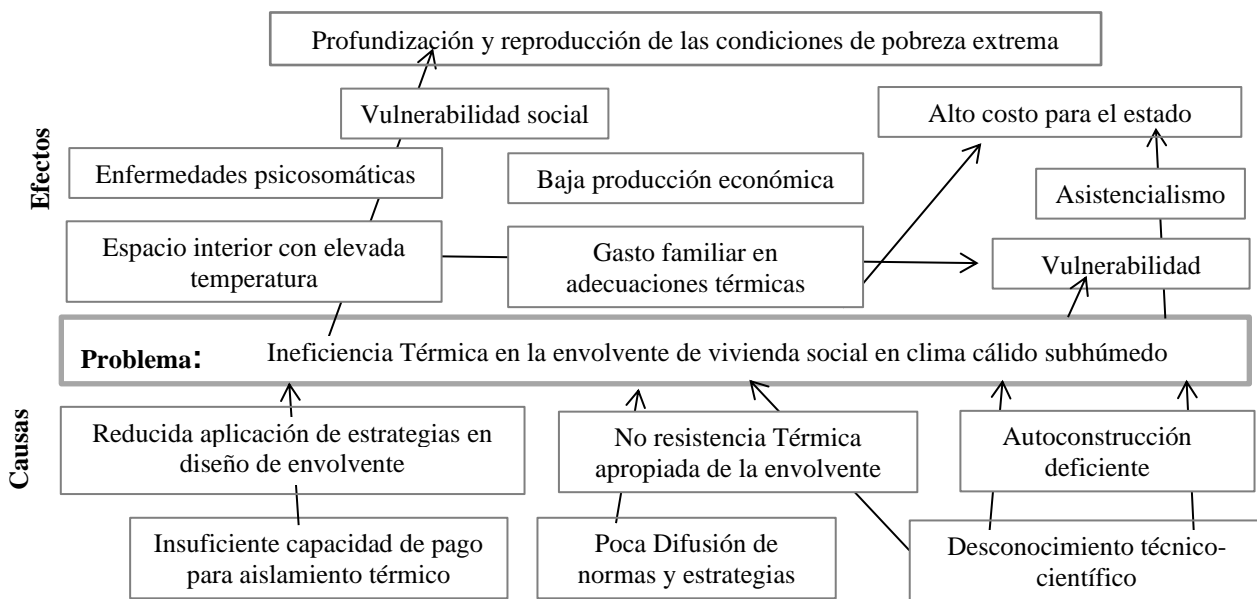 Profundización y reproducción de las condiciones de pobreza extrema
Vulnerabilidad social
Alto costo para el estado
Efectos
Enfermedades psicosomáticas
Baja producción económica
Asistencialismo
Espacio interior con elevada
temperatura
Gasto familiar en
adecuaciones térmicas
Vulnerabilidad
Problema: Ineficiencia Térmica en la envolvente de vivienda social en clima cálido subhúmedo
Causas
Reducida aplicación de estrategias en
diseño de envolvente
No resistencia Térmica
apropiada de la envolvente
Autoconstrucción
deficiente
Insuficiente capacidad de pago
para aislamiento térmico
Poca Difusión de
normas y estrategias
Desconocimiento técnico-
científico